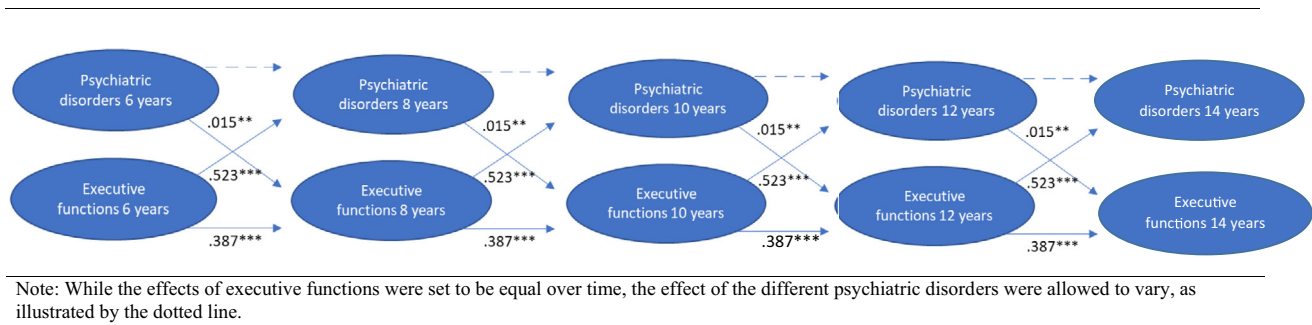 Psychiatric
disorders 6 years
Psychiatric
disorders 8 years
Psychiatric
disorders 10 years
Psychiatric
disorders 12 years
Psychiatric
disorders 14 years
.015**
.015**
.015**
.015**
.523***
.523***
.523***
.523***
Executive
functions 6 years
Executive
functions 8 years
Executive
functions 10 years
Executive
functions 12 years
Executive
functions 14 years
.387***
.387***
.387***
.387***
Note: While the effects of executive functions were set to be equal over time, the effect of the different psychiatric disorders were allowed to vary, as
illustrated by the dotted line.